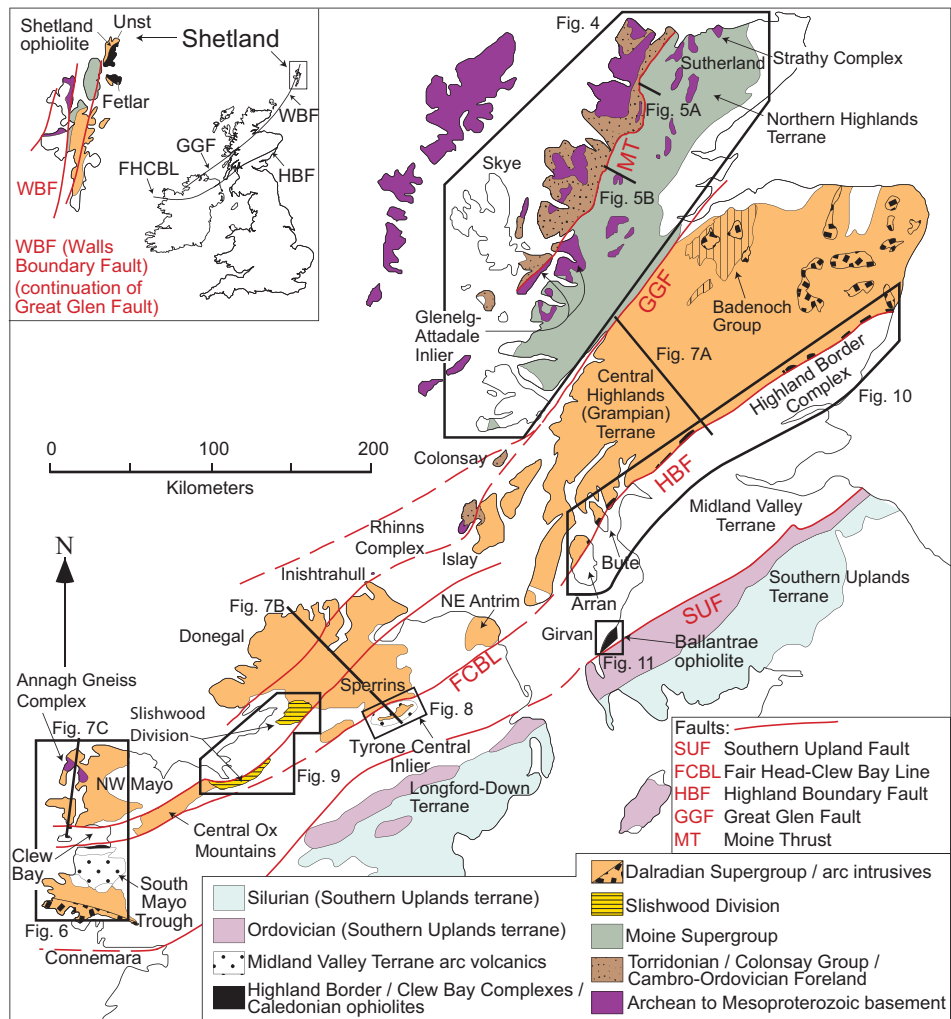 Shetland
ophiolite
Unst
Shetland
Fetlar
WBF
GGF
FHCBL
HBF
WBF
WBF (Walls
Boundary Fault)
(continuation of
Great Glen Fault)
Fig. 4
Sutherland
Strathy Complex
Fig. 5A
Northern Highlands
Terrane
MT
Skye
Fig. 5B
GGF
Glenelg-
Attadale
Inlier
Badenoch
Group
Fig. 7A
Central
Highlands
(Grampian)
Terrane
Highland Border
Complex
Fig. 10
HBF
0
100
200
Kilometers
Colonsay
Rhinns
Complex
Islay
Midland Valley
Terrane
Bute
Arran
Southern Uplands
Terrane
SUF
N
Inishtrahull
Fig. 7B
Donegal
NE Antrim
Girvan
Ballantrae
ophiolite
Fig. 11
FCBL
Sperrins
Fig. 8
Tyrone Central
Inlier
Annagh Gneiss
Complex
Slishwood
Division
Fig. 7C
NW Mayo
Fig. 9
Longford-Down
Terrane
Central Ox
Mountains
Clew
Bay
South
Mayo
Trough
Fig. 6
Connemara
Faults:
SUF Southern Upland Fault
FCBL Fair Head-Clew Bay Line
HBF Highland Boundary Fault
GGF Great Glen Fault
MT Moine Thrust
Silurian (Southern Uplands terrane)
Ordovician (Southern Uplands terrane)
Midland Valley Terrane arc volcanics
Highland Border / Clew Bay Complexes /
Caledonian ophiolites
Dalradian Supergroup / arc intrusives
Slishwood Division
Moine Supergroup
Torridonian / Colonsay Group /
Cambro-Ordovician Foreland
Archean to Mesoproterozoic basement